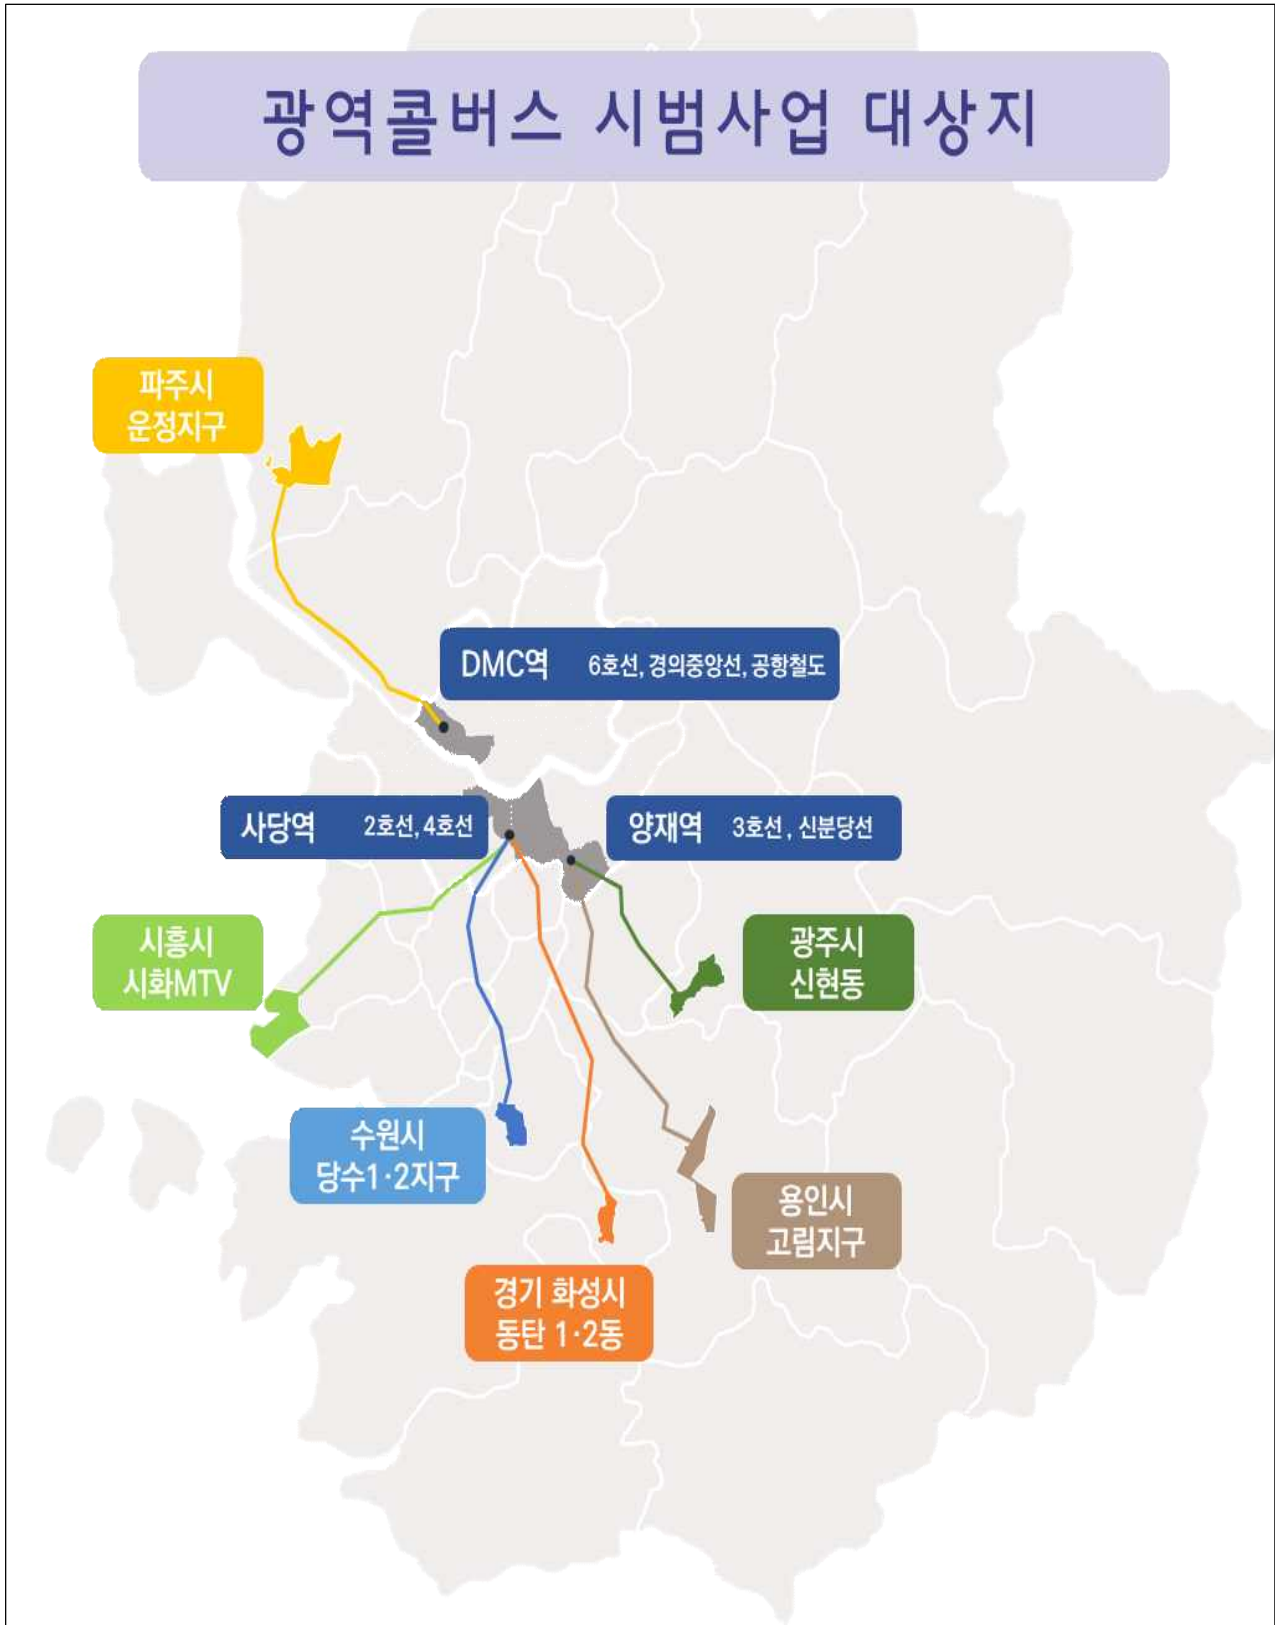 광역콜버스 시범사업 대상지
파주시
운정지구
DMC역 6호선, 경의중앙선, 공항철도
사당역 2호선, 4호선
양재역 3호선 , 신분당선
시흥시
시화MTV
광주시
신현동
수원시
당수1·2지구
용인시
고림지구
경기 화성시
동탄 1·2동